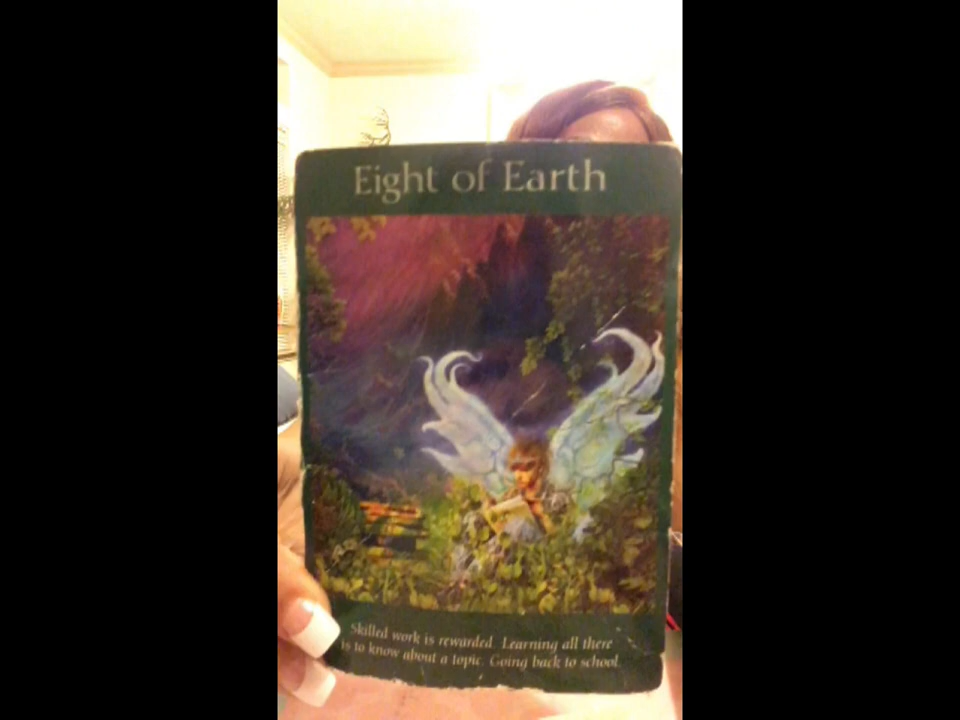 Eight of Earth
Skilled work is rewarded. Learning all there
is to know about a topic. Going back to school.